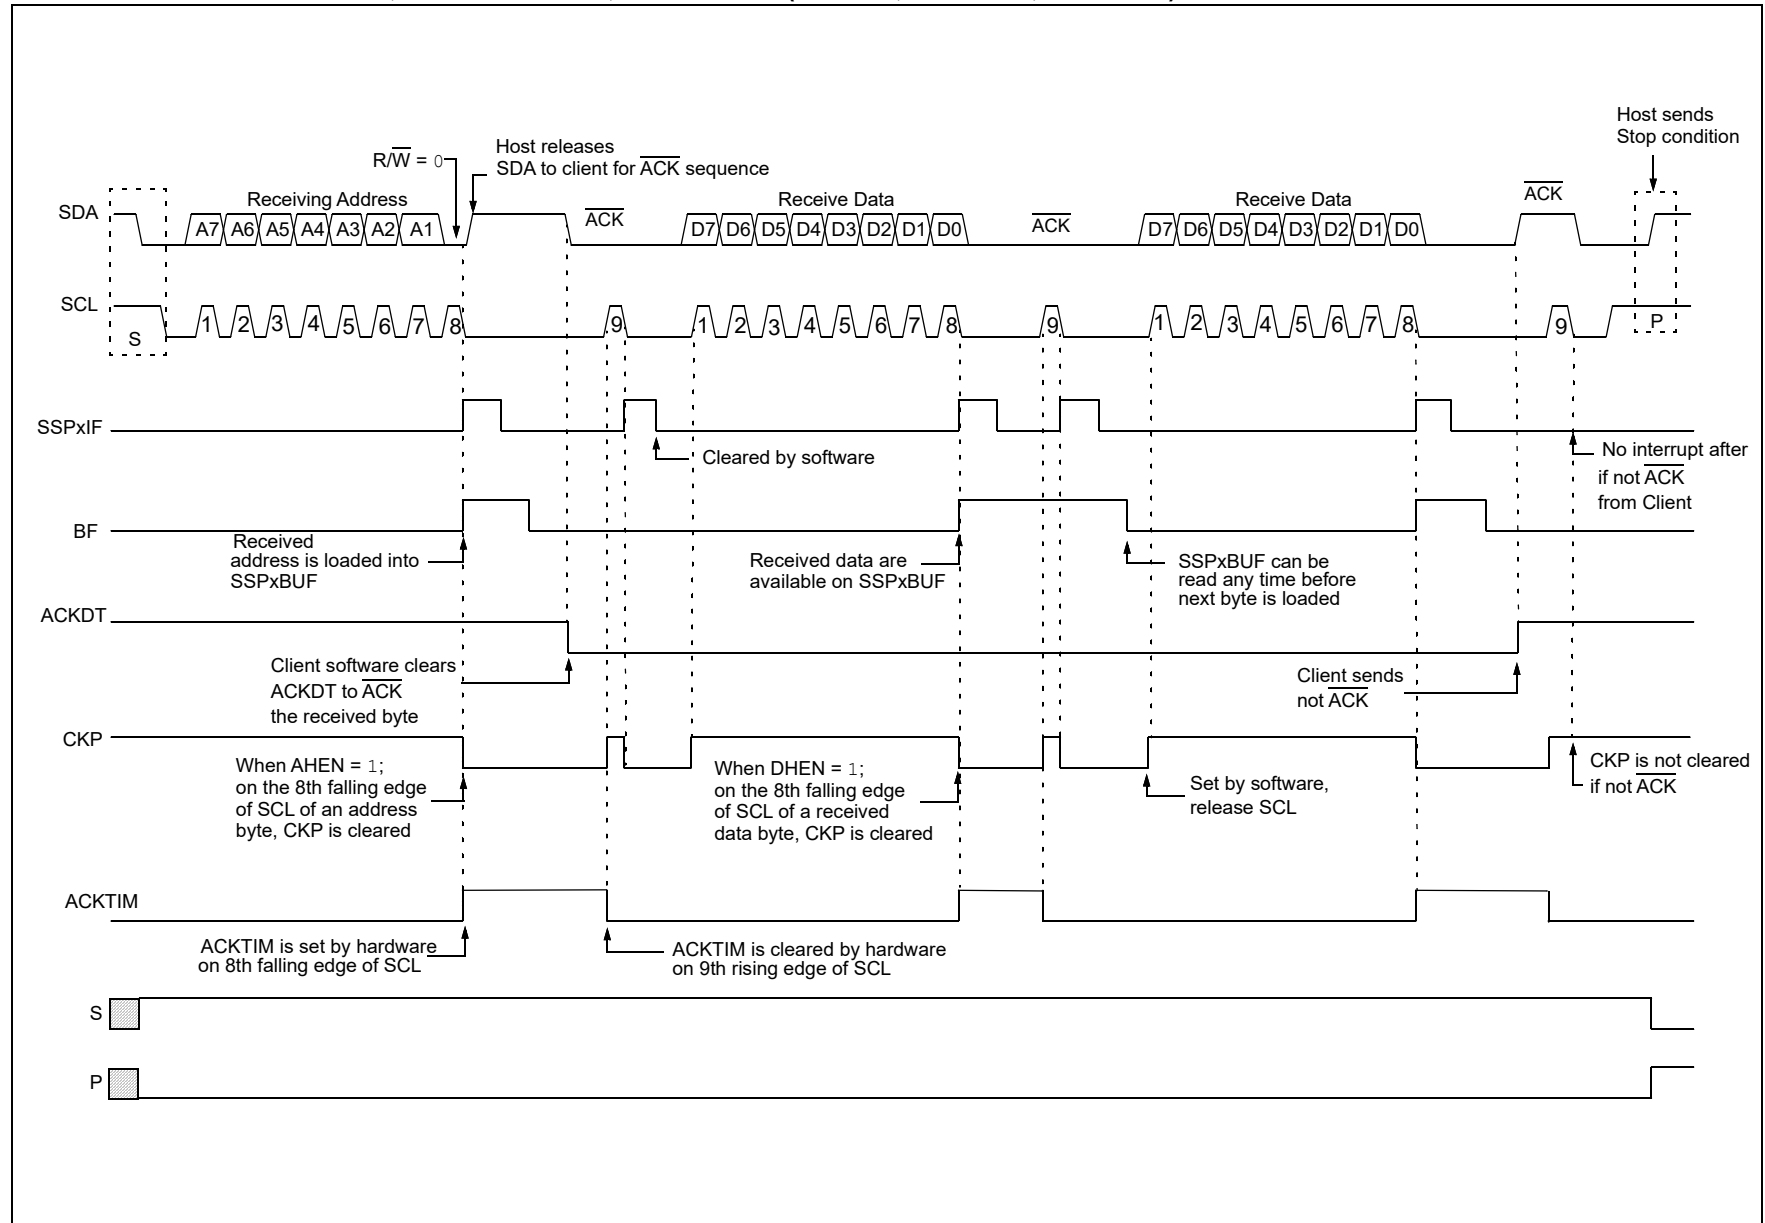 Host sends
Stop condition
Host releases
SDA to client for ACK sequence
R/W = 0
Receiving Address
Receive Data
Receive Data
ACK
SDA
A7 A6 A5 A4 A3 A2 A1
ACK
D7 D6 D5 D4 D3 D2 D1 D0
ACK
D7 D6 D5 D4 D3 D2 D1 D0
SCL
S
1 2 3 4 5 6 7 8 9 1 2 3 4 5 6 7 8 9 1 2 3 4 5 6 7 8 9
P
SSPxIF
Cleared by software
No interrupt after
if not ACK
from Client
BF
Received
address is loaded into
SSPxBUF
Received data are
available on SSPxBUF
SSPxBUF can be
read any time before
next byte is loaded
ACKDT
Client software clears
ACKDT to ACK
the received byte
Client sends
not ACK
CKP
When AHEN = 1;
on the 8th falling edge
of SCL of an address
byte, CKP is cleared
When DHEN = 1;
on the 8th falling edge
of SCL of a received
data byte, CKP is cleared
Set by software,
release SCL
CKP is not cleared
if not ACK
ACKTIM
ACKTIM is set by hardware
on 8th falling edge of SCL
ACKTIM is cleared by hardware
on 9th rising edge of SCL
S
P